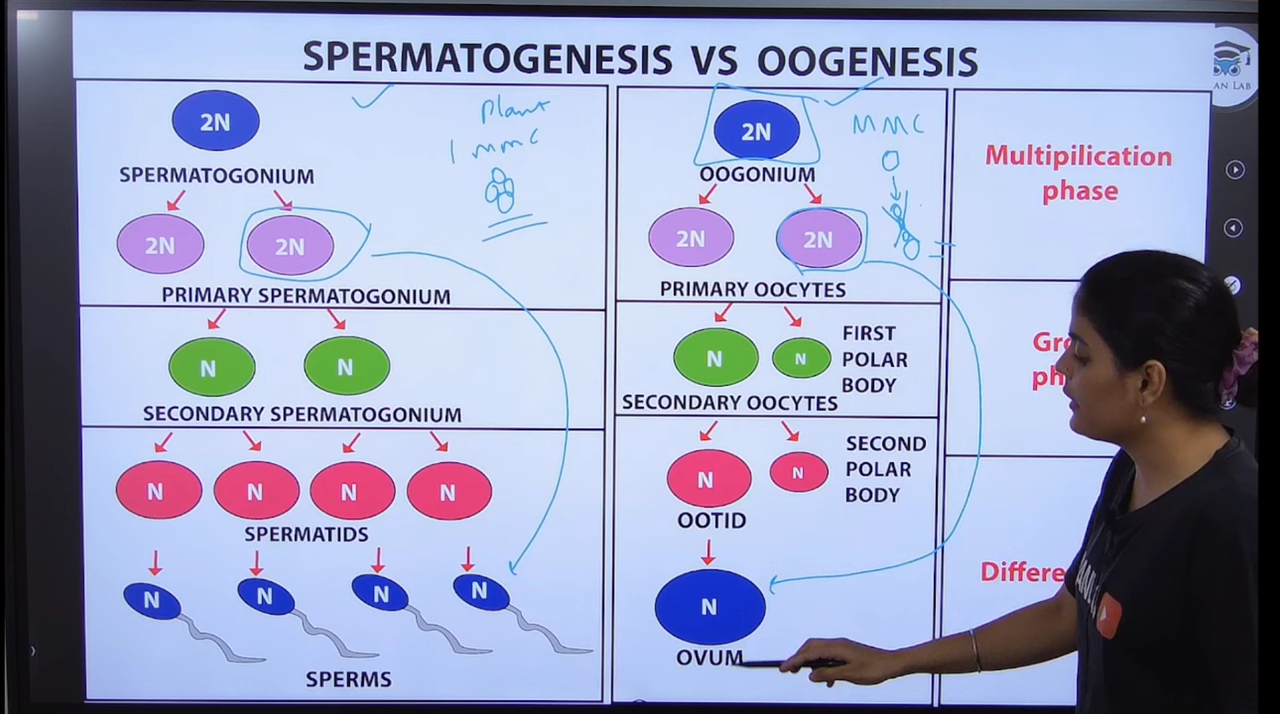 SPERMATOGENESIS VS OOGENESIS
AN LAB
2N
SPERMATOGONIUM
2N 2N
PRIMARY SPERMATOGONIUM
N N
SECONDARY SPERMATOGONIUM
N N N N
SPERMATIDS
N N N N
SPERMS
Plant
1 MMC
2N
OOGONIUM
2N 2N
PRIMARY OOCYTES
N N
FIRST
POLAR
BODY
SECONDARY OOCYTES
N N
SECOND
POLAR
BODY
OOTID
N
OVUM
MMC
Multipilication
phase
Gro
ph
Differe